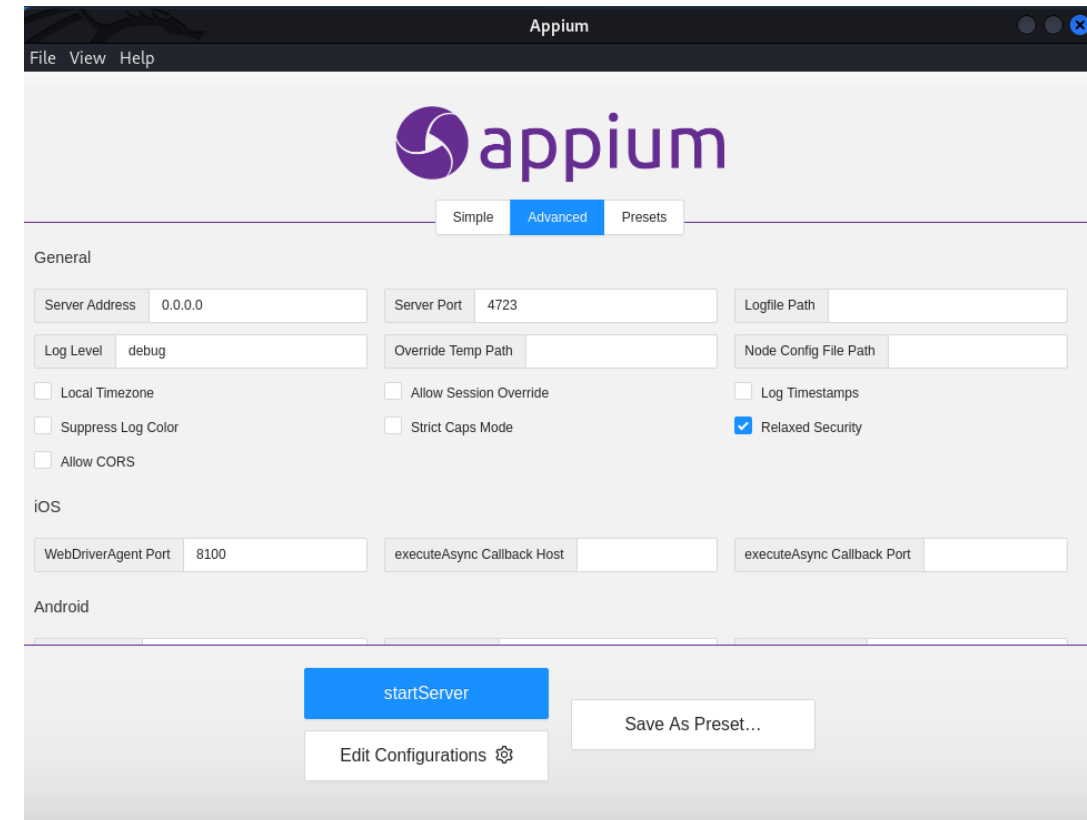 Appium
File View Help
appium
Simple Advanced Presets
General
Server Address 0.0.0.0 Server Port 4723 Logfile Path
Log Level debug Override Temp Path Node Config File Path
Local Timezone Allow Session Override Log Timestamps
Suppress Log Color Strict Caps Mode Relaxed Security
Allow CORS
iOS
WebDriverAgent Port 8100 executeAsync Callback Host executeAsync Callback Port
Android
startServer
Save As Preset…
Edit Configurations